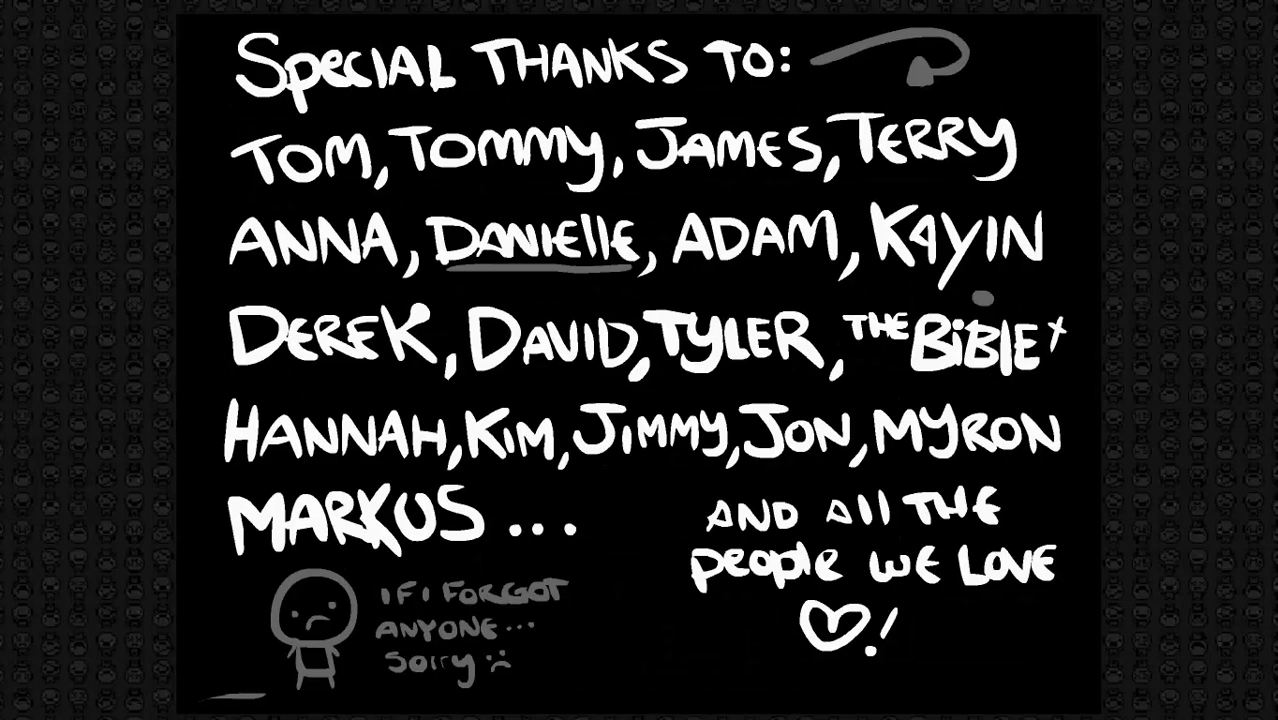 SPECIAL THANKS TO:
TOM, TOMMY, JAMES, TERRY
ANNA, DANIELLE, ADAM, KAYIN
DEREK, DAVID, TYLER, THE BIBLE
HANNAH, KIM, JIMMY, JON, MYRON
MARKUS ...
AND ALL THE
PEOPLE WE LOVE
!
IF I FORGOT
ANYONE...
SORRY :(